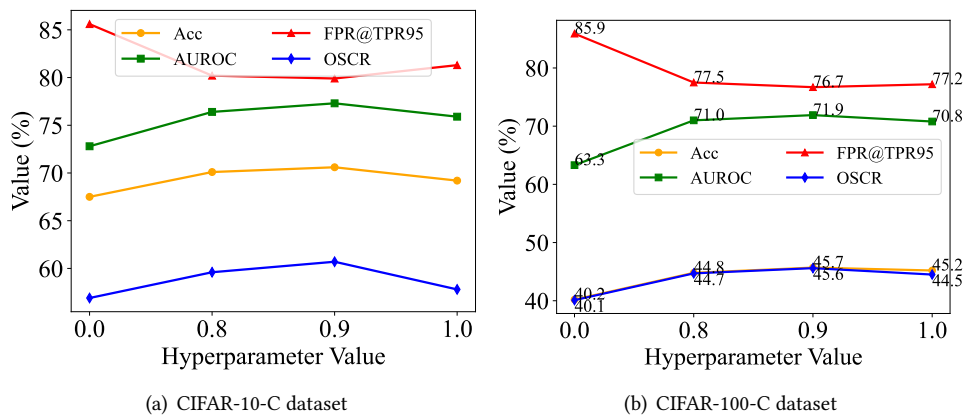 85
80
75
70
65
60
Value (%)
Acc
AUROC
FPR@TPR95
OSCR
0.0
0.8
0.9
1.0
Hyperparameter Value
(a) CIFAR-10-C dataset
80
70
60
50
40
Value (%)
85.9
77.5
76.7
77.2
63.3
71.0
71.9
70.8
Acc
AUROC
FPR@TPR95
OSCR
40.2
44.8
45.7
45.2
40.1
44.7
45.6
44.5
0.0
0.8
0.9
1.0
Hyperparameter Value
(b) CIFAR-100-C dataset